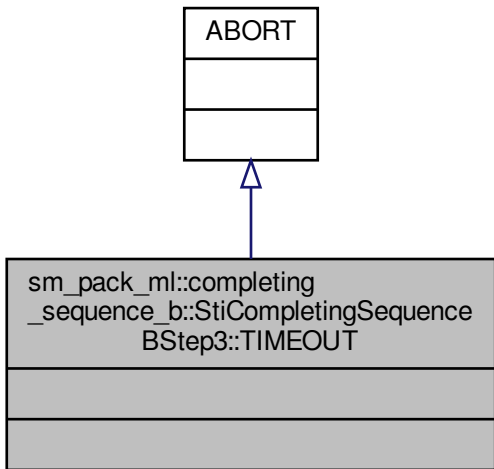 ABORT
sm_pack_ml::completing
_sequence_b::StiCompletingSequence
BStep3::TIMEOUT